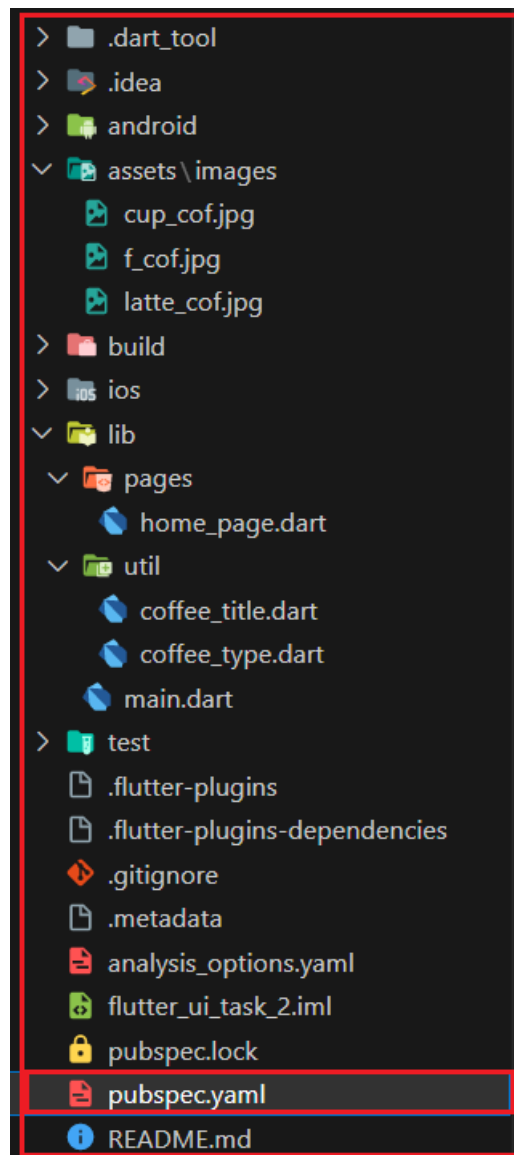 .dart_tool
.idea
android
assets\images
cup_cof.jpg
f_cof.jpg
latte_cof.jpg
build
ios
lib
pages
home_page.dart
util
coffee_title.dart
coffee_type.dart
main.dart
test
.flutter-plugins
.flutter-plugins-dependencies
.gitignore
.metadata
analysis_options.yaml
flutter_ui_task_2.iml
pubspec.lock
pubspec.yaml
README.md